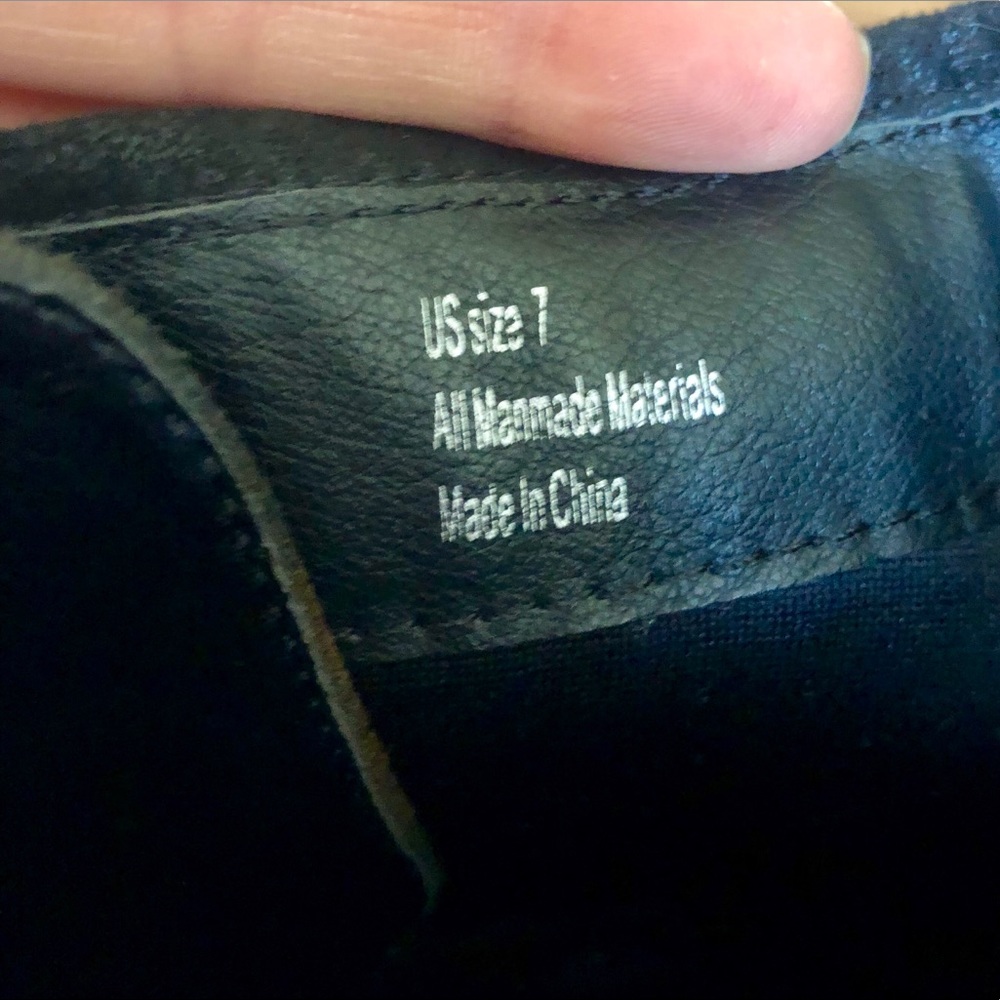 US size 7
All Manmade Materials
Made In China